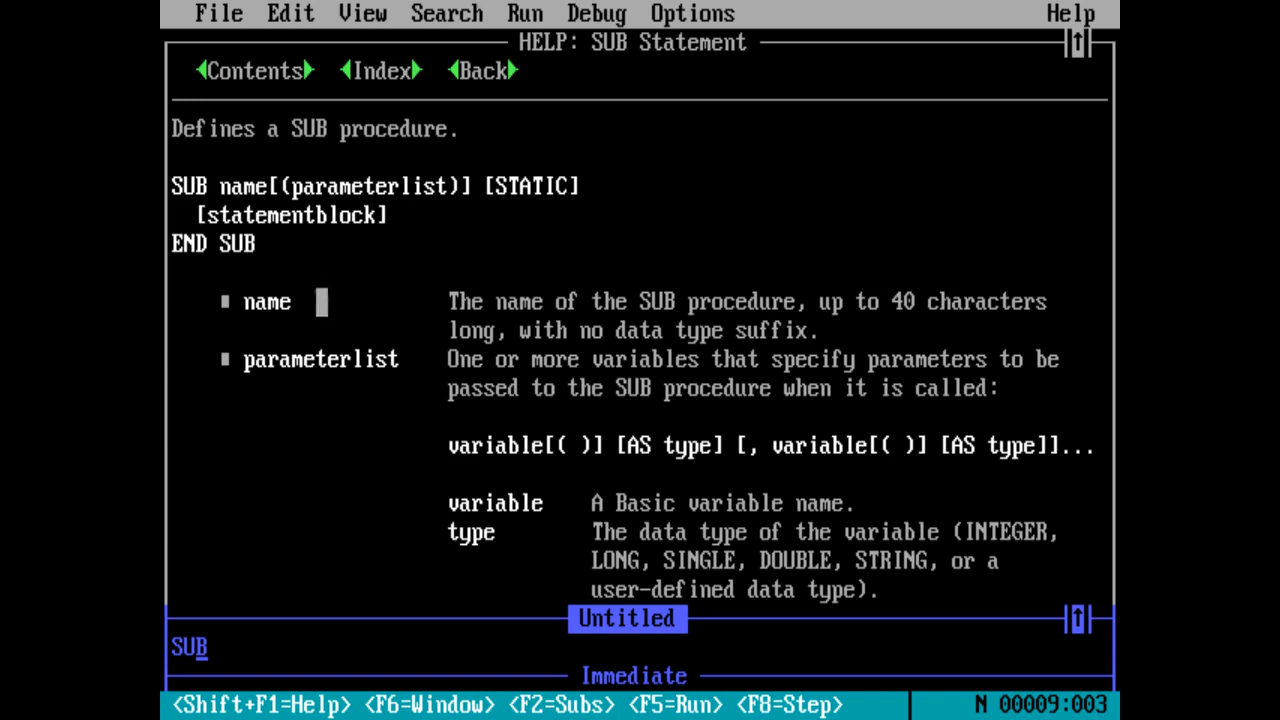 File Edit View Search Run Debug Options Help
HELP: SUB Statement
Contents Index Back
Defines a SUB procedure.
SUB name[(parameterlist)] [STATIC]
[statementblock]
END SUB
name The name of the SUB procedure, up to 40 characters
long, with no data type suffix.
parameterlist One or more variables that specify parameters to be
passed to the SUB procedure when it is called:
variable[( )] [AS type] [, variable[( )] [AS type]]...
variable A Basic variable name.
type The data type of the variable (INTEGER,
LONG, SINGLE, DOUBLE, STRING, or a
user-defined data type).
Untitled
SUB
Immediate
<Shift+F1=Help> <F6=Window> <F2=Subs> <F5=Run> <F8=Step> N 00009:003